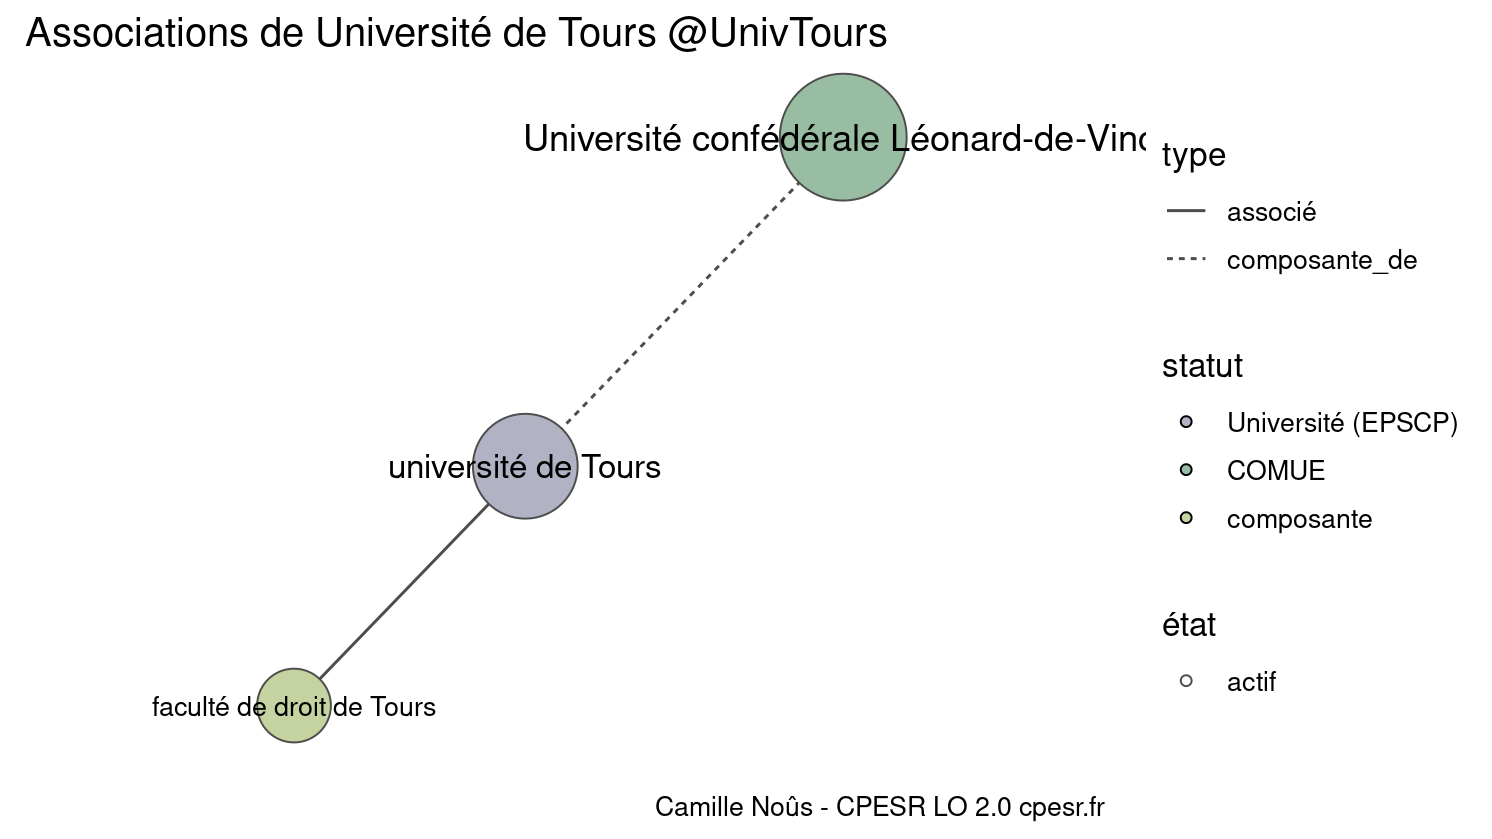 Associations de Université de Tours @UnivTours
Université confédérale Léonard-de-Vinc
type
associé
composante_de
statut
Université (EPSCP)
COMUE
composante
état
actif
université de Tours
faculté de droit de Tours
Camille Noûs - CPESR LO 2.0 cpesr.fr